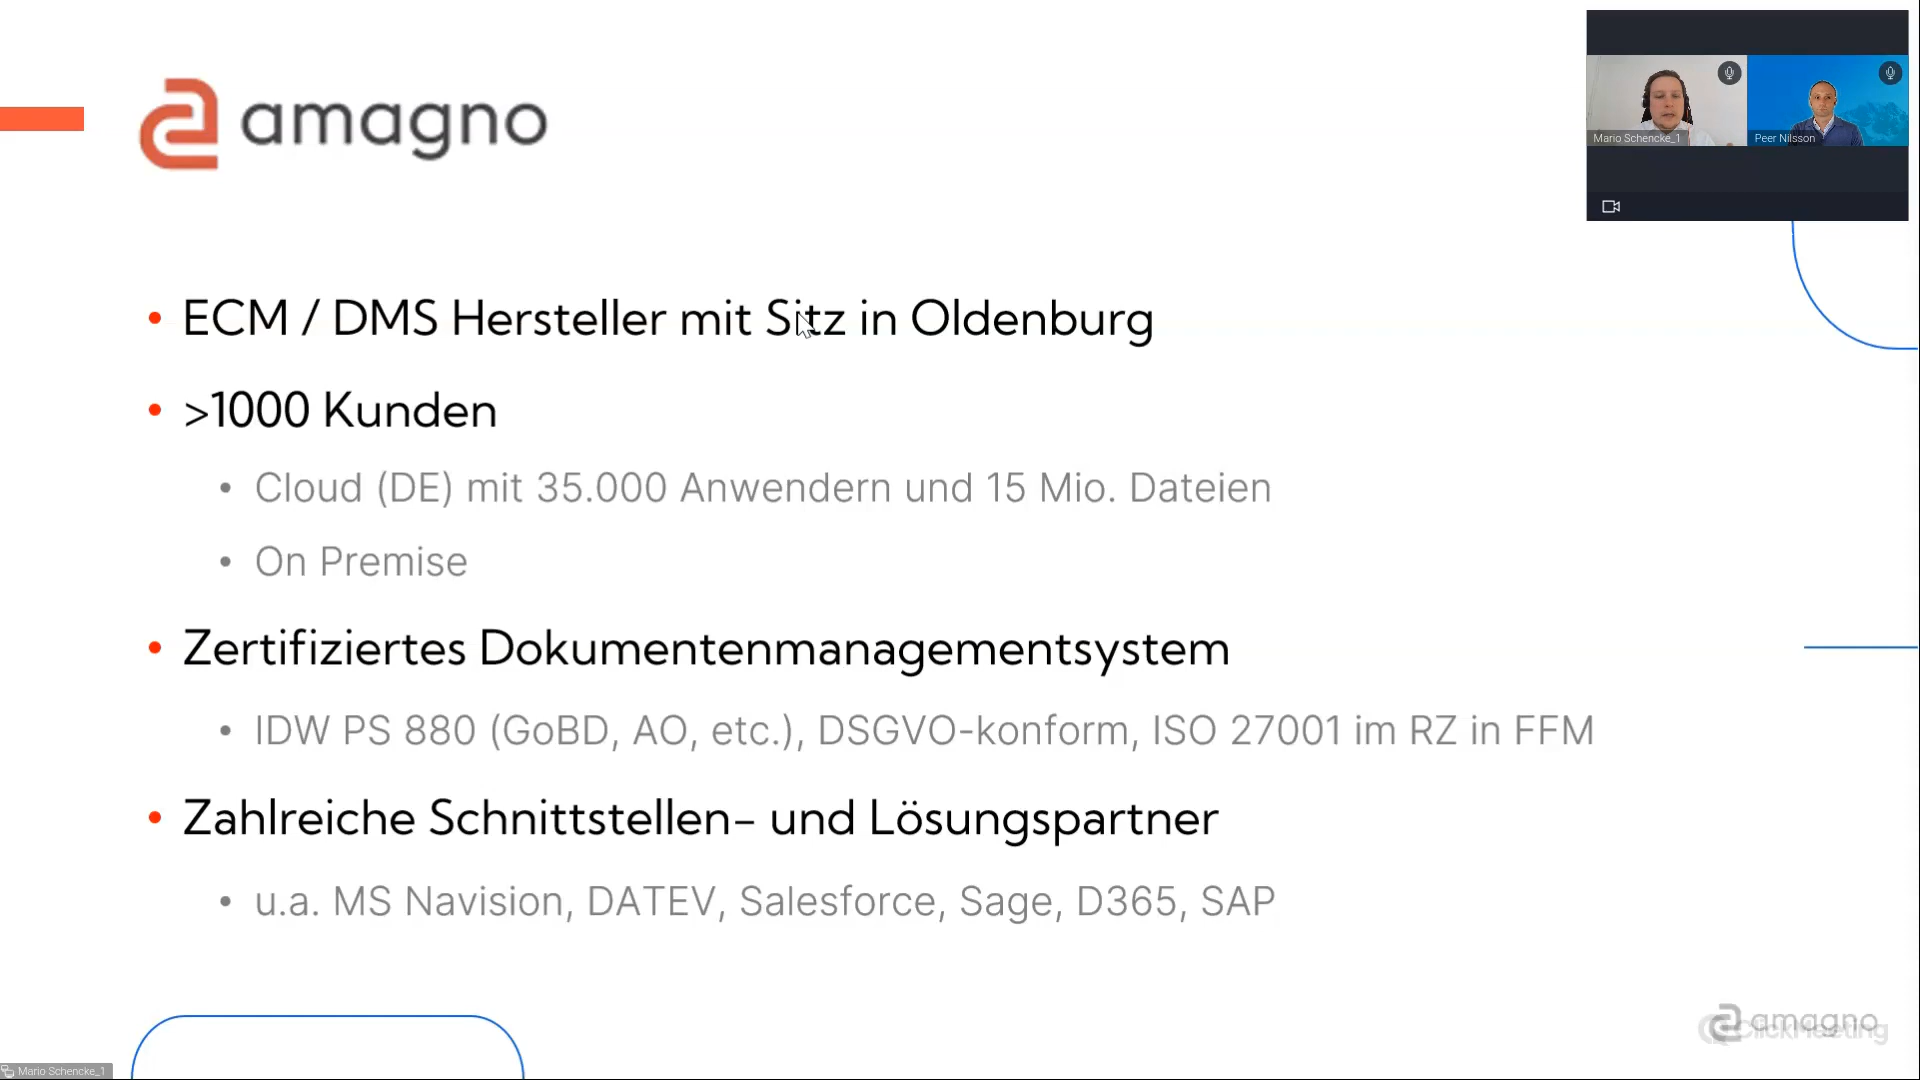 amagno
Mario Schencke_1
Peer Nilsson
• ECM / DMS Hersteller mit Sitz in Oldenburg
• >1000 Kunden
• Cloud (DE) mit 35.000 Anwendern und 15 Mio. Dateien
• On Premise
• Zertifiziertes Dokumentenmanagementsystem
• IDW PS 880 (GoBD, AO, etc.), DSGVO-konform, ISO 27001 im RZ in FFM
• Zahlreiche Schnittstellen- und Lösungspartner
• u.a. MS Navision, DATEV, Salesforce, Sage, D365, SAP
amagno
ClickMeeting
Mario Schencke_1